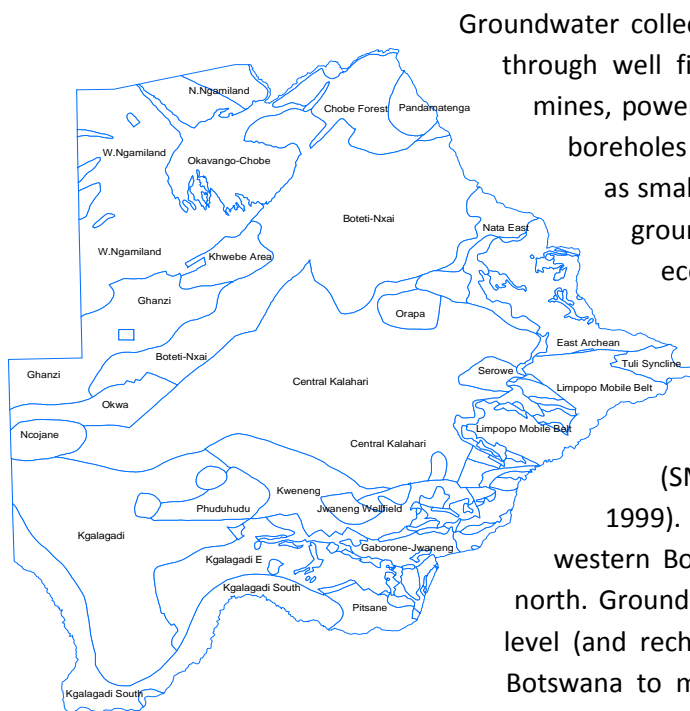 Groundwater collec
through well fi
mines, power
boreholes
as smal
groun
ec
(SN
1999).
western Bo
north. Ground
level (and rech
Botswana to m
N.Ngamiland
Chobe Forest
Pandamatenga
W.Ngamiland
Okavango-Chobe
Boteti-Nxai
Nata East
W.Ngamiland
Khwebe Area
Ghanzi
Orapa
East Archean
Boteti-Nxai
Tuli Syncline
Ghanzi
Serowe
Central Kalahari
Limpopo Mobile Belt
Okwa
Limpopo Mobile Belt
Ncojane
Central Kalahari
Kweneng
Jwaneng Wellfield
Phuduhudu
Kgalagadi
Gaborone-Jwaneng
Kgalagadi E
Kgalagadi South
Pitsane
Kgalagadi South